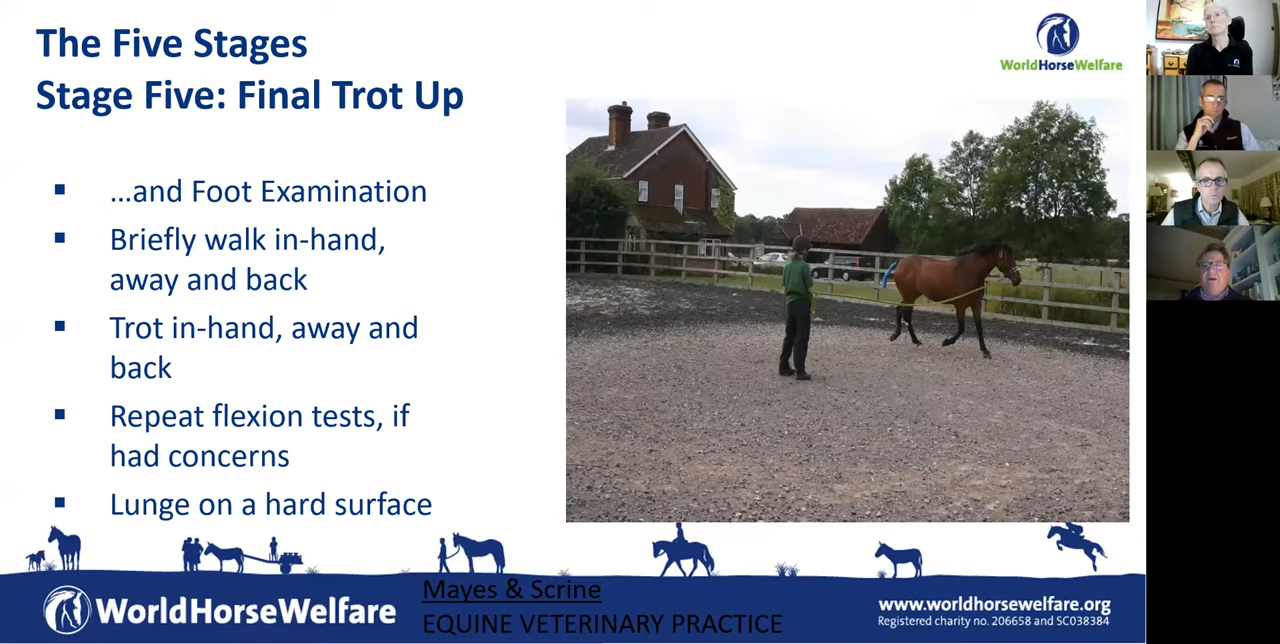 The Five Stages
Stage Five: Final Trot Up
WorldHorseWelfare
▪ ...and Foot Examination
▪ Briefly walk in-hand,
away and back
▪ Trot in-hand, away and
back
▪ Repeat flexion tests, if
had concerns
▪ Lunge on a hard surface
WorldHorseWelfare
Mayes & Scrine
EQUINE VETERINARY PRACTICE
www.worldhorsewelfare.org
Registered charity no. 206658 and SC038384